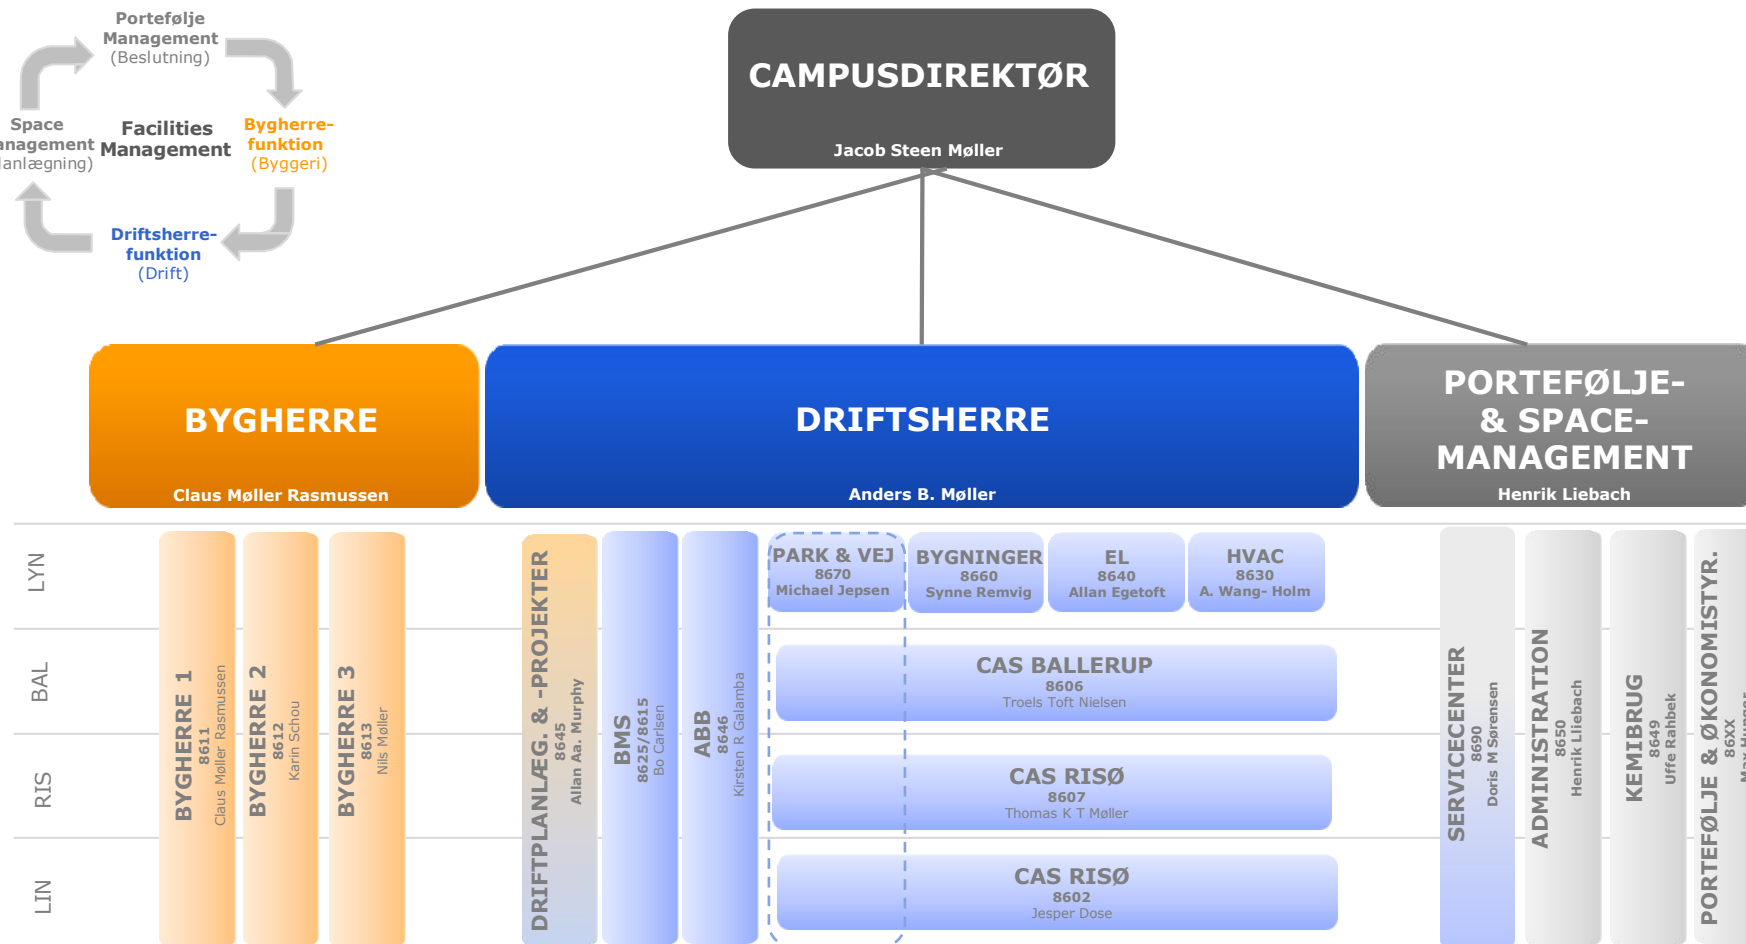 Portefølje
Management
(Beslutning)
Space
anagement
lanlægning)
Facilities
Management
Bygherre-
funktion
(Byggeri)
Driftsherre-
funktion
(Drift)
CAMPUSDIREKTØR
Jacob Steen Møller
BYGHERRE
Claus Møller Rasmussen
DRIFTSHERRE
Anders B. Møller
PORTEFØLJE-
& SPACE-
MANAGEMENT
Henrik Liebach
LYN
BAL
RIS
LIN
BYGHERRE 1
8611
Claus Møller Rasmussen
BYGHERRE 2
8612
Karin Schou
BYGHERRE 3
8613
Nils Møller
DRIFTPLANLÆG. & -PROJEKTER
8645
Allan Aa. Murphy
BMS
8625/8615
Bo Carlsen
ABB
8646
Kirsten R Galamba
PARK & VEJ
8670
Michael Jepsen
BYGNINGER
8660
Synne Remvig
EL
8640
Allan Egetoft
HVAC
8630
A. Wang- Holm
CAS BALLERUP
8606
Troels Toft Nielsen
CAS RISØ
8607
Thomas K T Møller
CAS RISØ
8602
Jesper Dose
SERVICECENTER
8690
Doris M Sørensen
ADMINISTRATIOM
8650
Henrik Lliebach
KEMIBRUG
8649
Uffe Rahbek
PORTEFØLJE & ØKONOMISTYR.
86XX